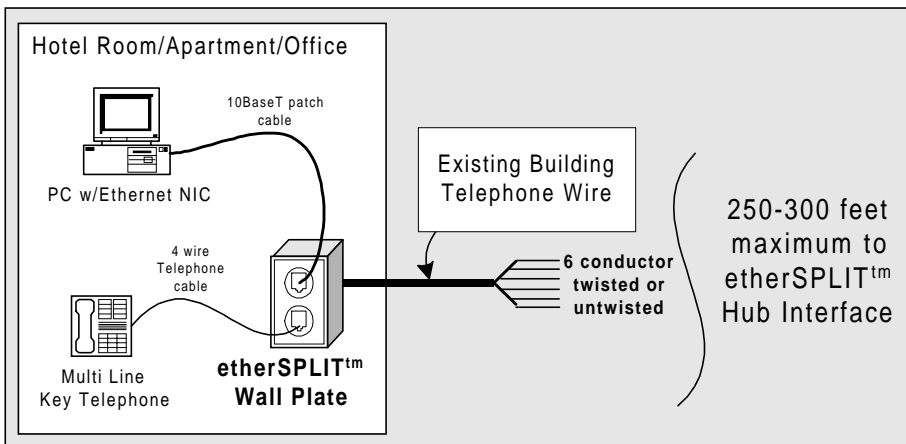 Hotel Room/Apartment/Office
10BaseT patch
cable
PC w/Ethernet NIC
4 wire
Telephone
cable
Multi Line
Key Telephone
etherSPLIT™
Wall Plate
Existing Building
Telephone Wire
6 conductor
twisted or
untwisted
250-300 feet
maximum to
etherSPLIT™
Hub Interface